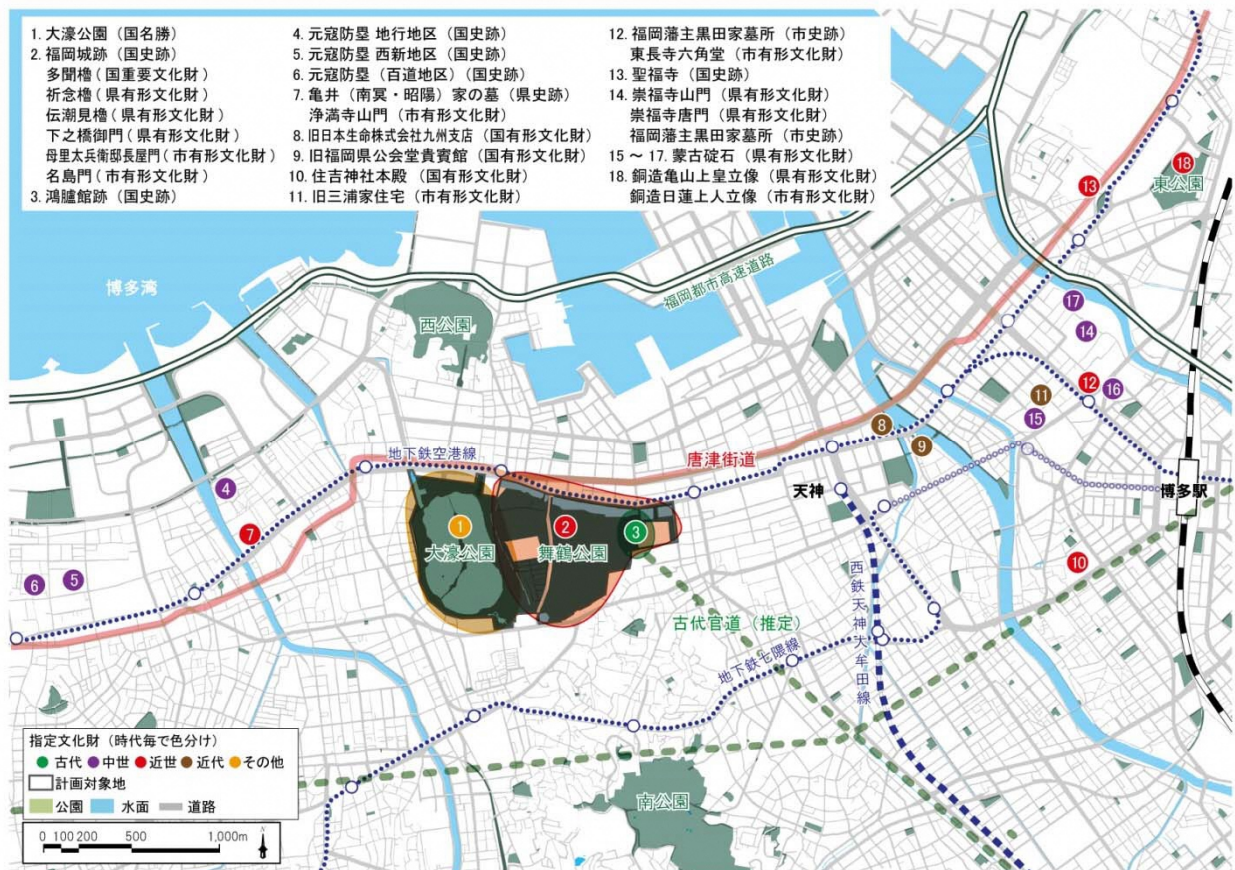 1. 大濠公園（国名勝）
2. 福岡城跡（国史跡）
多聞櫓（国重要文化財）
祈念櫓（県有形文化財）
伝潮見櫓（県有形文化財）
下之橋御門（県有形文化財）
母里太兵衛邸長屋門（市有形文化財）
名島門（市有形文化財）
3. 鴻臚館跡（国史跡）
4. 元寇防塁 地行地区（国史跡）
5. 元寇防塁 西新地区（国史跡）
6. 元寇防塁（百道地区）（国史跡）
7. 亀井（南冥・昭陽）家の墓（県史跡）
浄満寺山門（市有形文化財）
8. 旧日本生命株式会社九州支店（国有形文化財）
9. 旧福岡県公会堂貴賓館（国有形文化財）
10. 住吉神社本殿（国有形文化財）
11. 旧三浦家住宅（市有形文化財）
12. 福岡藩主黒田家墓所（市史跡）
東長寺六角堂（市有形文化財）
13. 聖福寺（国史跡）
14. 崇福寺山門（県有形文化財）
崇福寺唐門（県有形文化財）
福岡藩主黒田家墓所（市史跡）
15～17. 蒙古碇石（県有形文化財）
18. 銅造亀山上皇立像（県有形文化財）
銅造日蓮上人立像（市有形文化財）
18
東公園
13
博多湾
福岡都市高速道路
西公園
17
14
12
16
11
15
8
9
唐津街道
地下鉄空港線
天神
博多駅
4
7
6
5
1
大濠公園
2
舞鶴公園
3
10
古代官道（推定）
西鉄天神大牟田線
地下鉄七隈線
南公園
指定文化財（時代毎で色分け）
古代 中世 近世 近代 その他
計画対象地
公園 水面 道路
0 100 200 500 1,000m
N